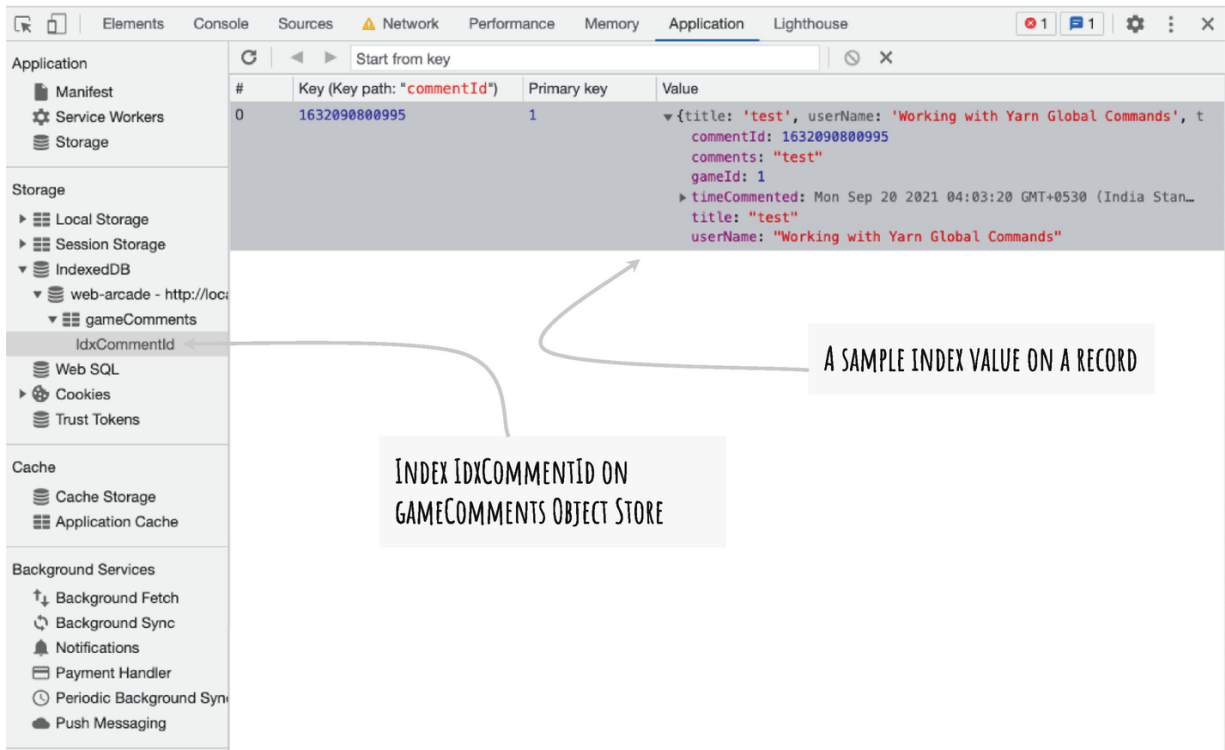 Elements Console Sources Network Performance Memory Application Lighthouse 1 1
Application
Manifest
Service Workers
Storage
Storage
Local Storage
Session Storage
IndexedDB
web-arcade - http://loca
gameComments
IdxCommentId
Web SQL
Cookies
Trust Tokens
Cache
Cache Storage
Application Cache
Background Services
Background Fetch
Background Sync
Notifications
Payment Handler
Periodic Background Syn
Push Messaging
Start from key
# Key (Key path: "commentId") Primary key Value
0 1632090800995 1 {title: 'test', userName: 'Working with Yarn Global Commands', t
commentId: 1632090800995
comments: "test"
gameId: 1
timeCommented: Mon Sep 20 2021 04:03:20 GMT+0530 (India Stan…
title: "test"
userName: "Working with Yarn Global Commands"
A sample index value on a record
Index IdxCommentId on
gameComments Object Store